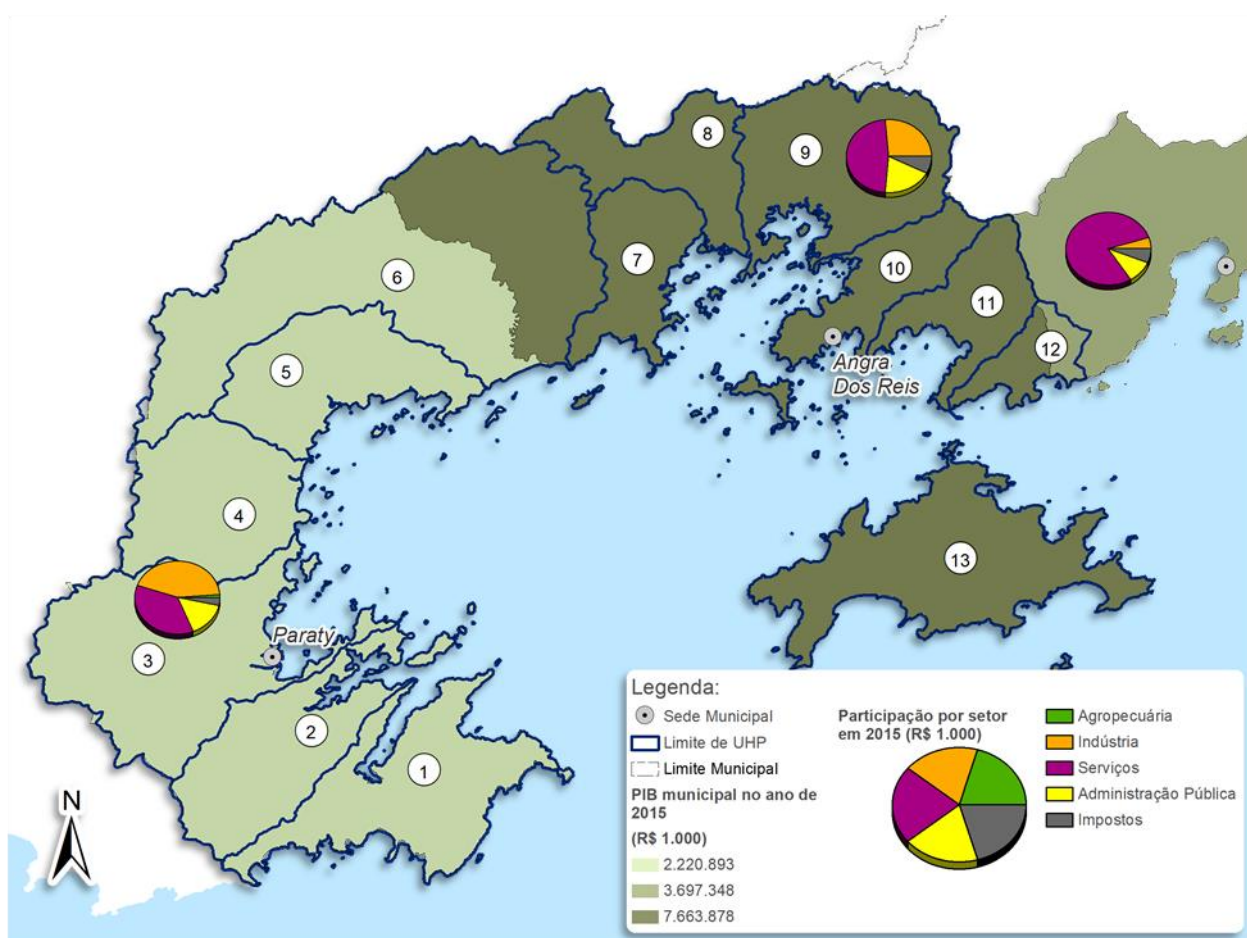 8
9
7
10
6
11
12
5
Angra
Dos Reis
4
13
3
Paraty
2
1
N
Legenda:
Sede Municipal
Limite de UHP
Limite Municipal
PIB municipal no ano de
2015
(R$ 1.000)
2.220.893
3.697.348
7.663.878
Participação por setor
em 2015 (R$ 1.000)
Agropecuária
Indústria
Serviços
Administração Pública
Impostos